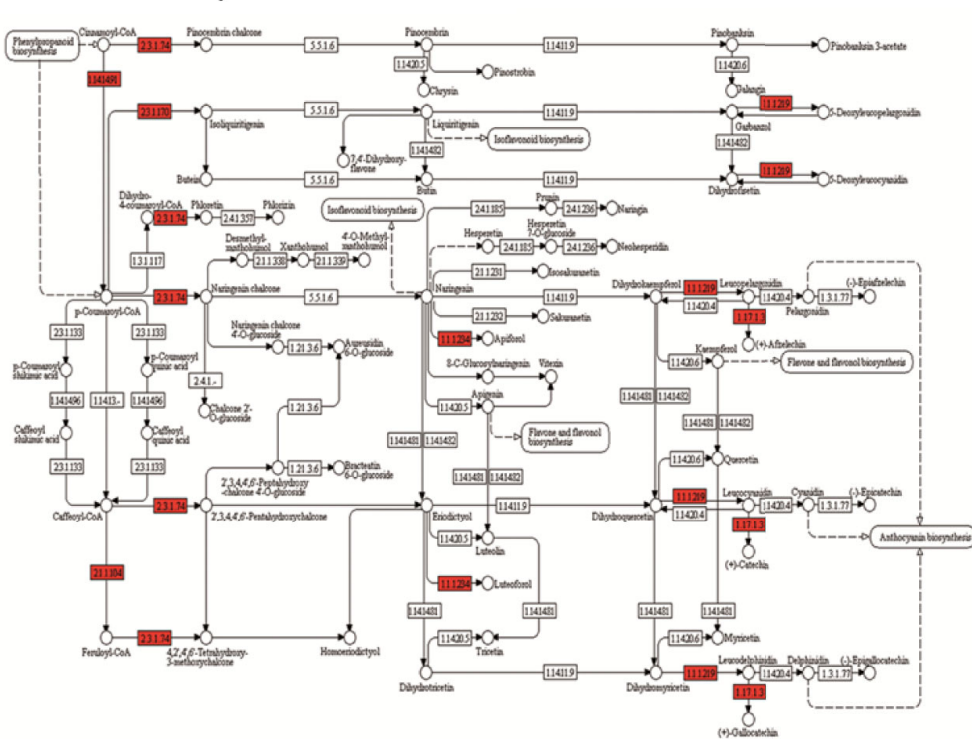 Cinnamoyl-CoA
Pinocembrin chalcone
Pinocembrin
Pinobanksin
Phenylpropanoid
biosynthesis
2.3.1.74
5.5.1.6
1.14.11.9
Pinobanksin 3-acetate
1.14.20.5
1.14.20.6
Pinostrobin
Chrysin
Galangin
1.14.14.91
2.3.1.170
5.5.1.6
1.14.11.9
1.1.1.219
5-Deoxyleucopelargonidin
Isoliquiritigenin
Liquiritigenin
Garbanzol
Isoflavonoid biosynthesis
1.14.14.82
1.14.14.82
7,4'-Dihydroxy-
flavone
Butein
5.5.1.6
Butin
1.14.11.9
1.1.1.219
Dihydrofisetin
5-Deoxyleucocyanidin
Dihydro-
4-coumaroyl-CoA
Phloretin
Phlorizin
2.3.1.74
2.4.1.357
Isoflavonoid biosynthesis
Prunin
2.4.1.185
2.4.1.236
Naringin
Hesperetin
Hesperetin
7-O-glucoside
2.4.1.185
2.4.1.236
Neohesperidin
Desmethyl-
xanthohumol
Xanthohumol
4'-O-Methyl-
xanthohumol
2.1.1.338
2.1.1.339
1.3.1.117
2.1.1.231
Isosakuranetin
p-Coumaroyl-CoA
2.3.1.74
Naringenin chalcone
5.5.1.6
Naringenin
1.14.11.9
Dihydrokaempferol
1.1.1.219
1.14.20.4
Leucopelargonidin
1.14.20.4
Pelargonidin
1.3.1.77
(-)-Epiafzelechin
2.1.1.232
Sakuranetin
1.17.1.3
(+)-Afzelechin
2.3.1.133
2.3.1.133
Naringenin chalcone
4'-O-glucoside
Aureusidin
6-O-glucoside
1.21.3.6
1.1.1.234
Apiforol
Kaempferol
1.14.20.6
Flavone and flavonol biosynthesis
p-Coumaroyl
shikimic acid
p-Coumaroyl
quinic acid
8-C-Glucosylnaringenin
Vitexin
2.4.1.-
1.14.14.96
1.14.13.-
1.14.14.96
Chalcone 2'-
O-glucoside
1.21.3.6
1.14.20.5
Apigenin
1.14.14.81
1.14.14.82
1.14.14.81
1.14.14.82
Caffeoyl
shikimic acid
Caffeoyl
quinic acid
Flavone and flavonol
biosynthesis
1.14.14.81
1.14.14.82
2.3.1.133
2.3.1.133
1.21.3.6
Bracteatin
6-O-glucoside
1.14.20.6
Quercetin
1.14.14.81
1.14.14.82
2',3,4,4',6'-Peptahydroxy
-chalcone 4'-O-glucoside
Caffeoyl-CoA
2.3.1.74
2',3,4,4',6'-Pentahydroxychalcone
Eriodictyol
1.14.11.9
Dihydroquercetin
1.1.1.219
1.14.20.4
Leucocyanidin
1.14.20.4
Cyanidin
1.3.1.77
(-)-Epicatechin
1.17.1.3
(+)-Catechin
Anthocyanin biosynthesis
1.14.20.5
Luteolin
2.1.1.104
1.1.1.234
Luteoforol
1.14.14.81
1.14.14.81
1.14.14.81
1.14.14.81
Feruloyl-CoA
2.3.1.74
4,2',4',6'-Tetrahydroxy-
3-methoxychalcone
Homoeriodictyol
1.14.20.5
Tricetin
1.14.20.6
Myricetin
Dihydrotricetin
1.14.11.9
Dihydromyricetin
1.1.1.219
Leucodelphinidin
1.14.20.4
Delphinidin
1.3.1.77
(-)-Epigallocatechin
1.17.1.3
(+)-Gallocatechin